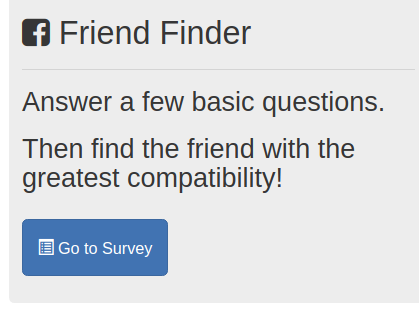 Friend Finder
Answer a few basic questions.
Then find the friend with the
greatest compatibility!
Go to Survey